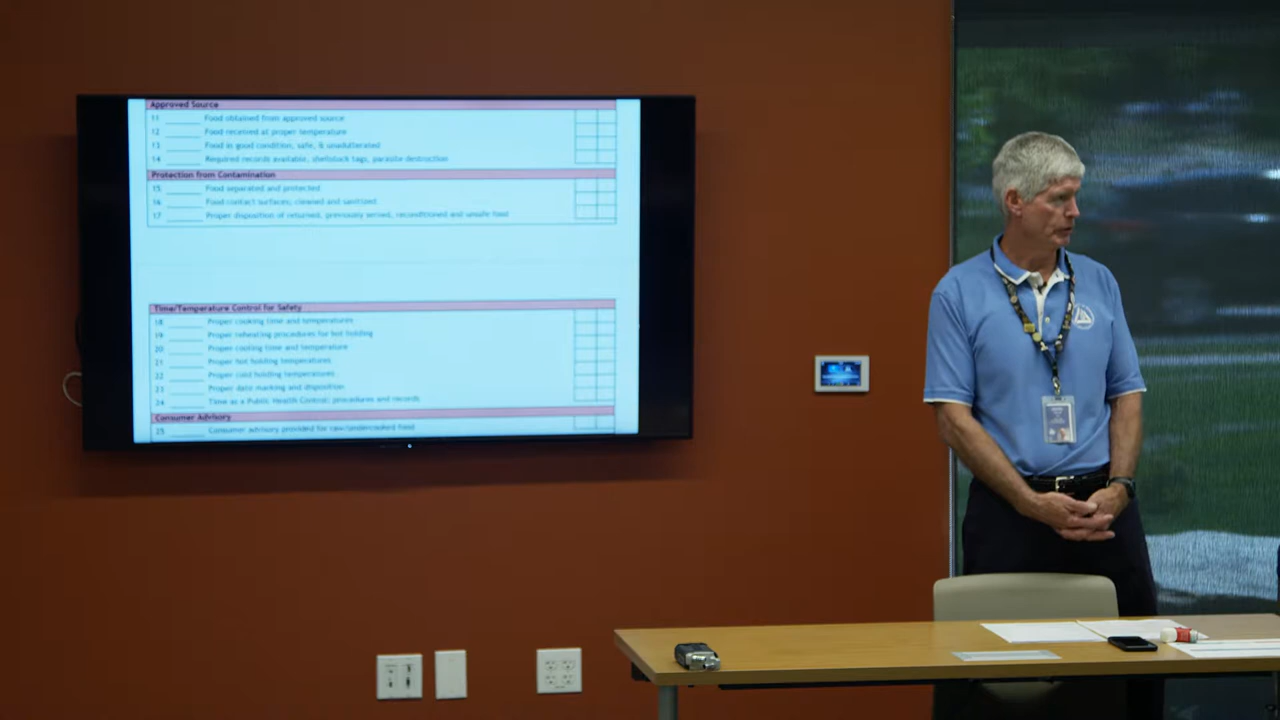 Approved Source
11 Food obtained from approved source
12 Food received at proper temperature
13 Food in good condition, safe, & unadulterated
14 Required records available, shellstock tags, parasite destruction
Protection from Contamination
15 Food separated and protected
16 Food contact surfaces; cleaned and sanitized
17 Proper disposition of returned, previously served, reconditioned and unsafe food
Time/Temperature Control for Safety
18 Proper cooking time and temperatures
19 Proper reheating procedures for hot holding
20 Proper cooling time and temperature
21 Proper hot holding temperatures
22 Proper cold holding temperatures
23 Proper date marking and disposition
24 Time as a Public Health Control; procedures and records
Consumer Advisory
25 Consumer advisory provided for raw/undercooked food